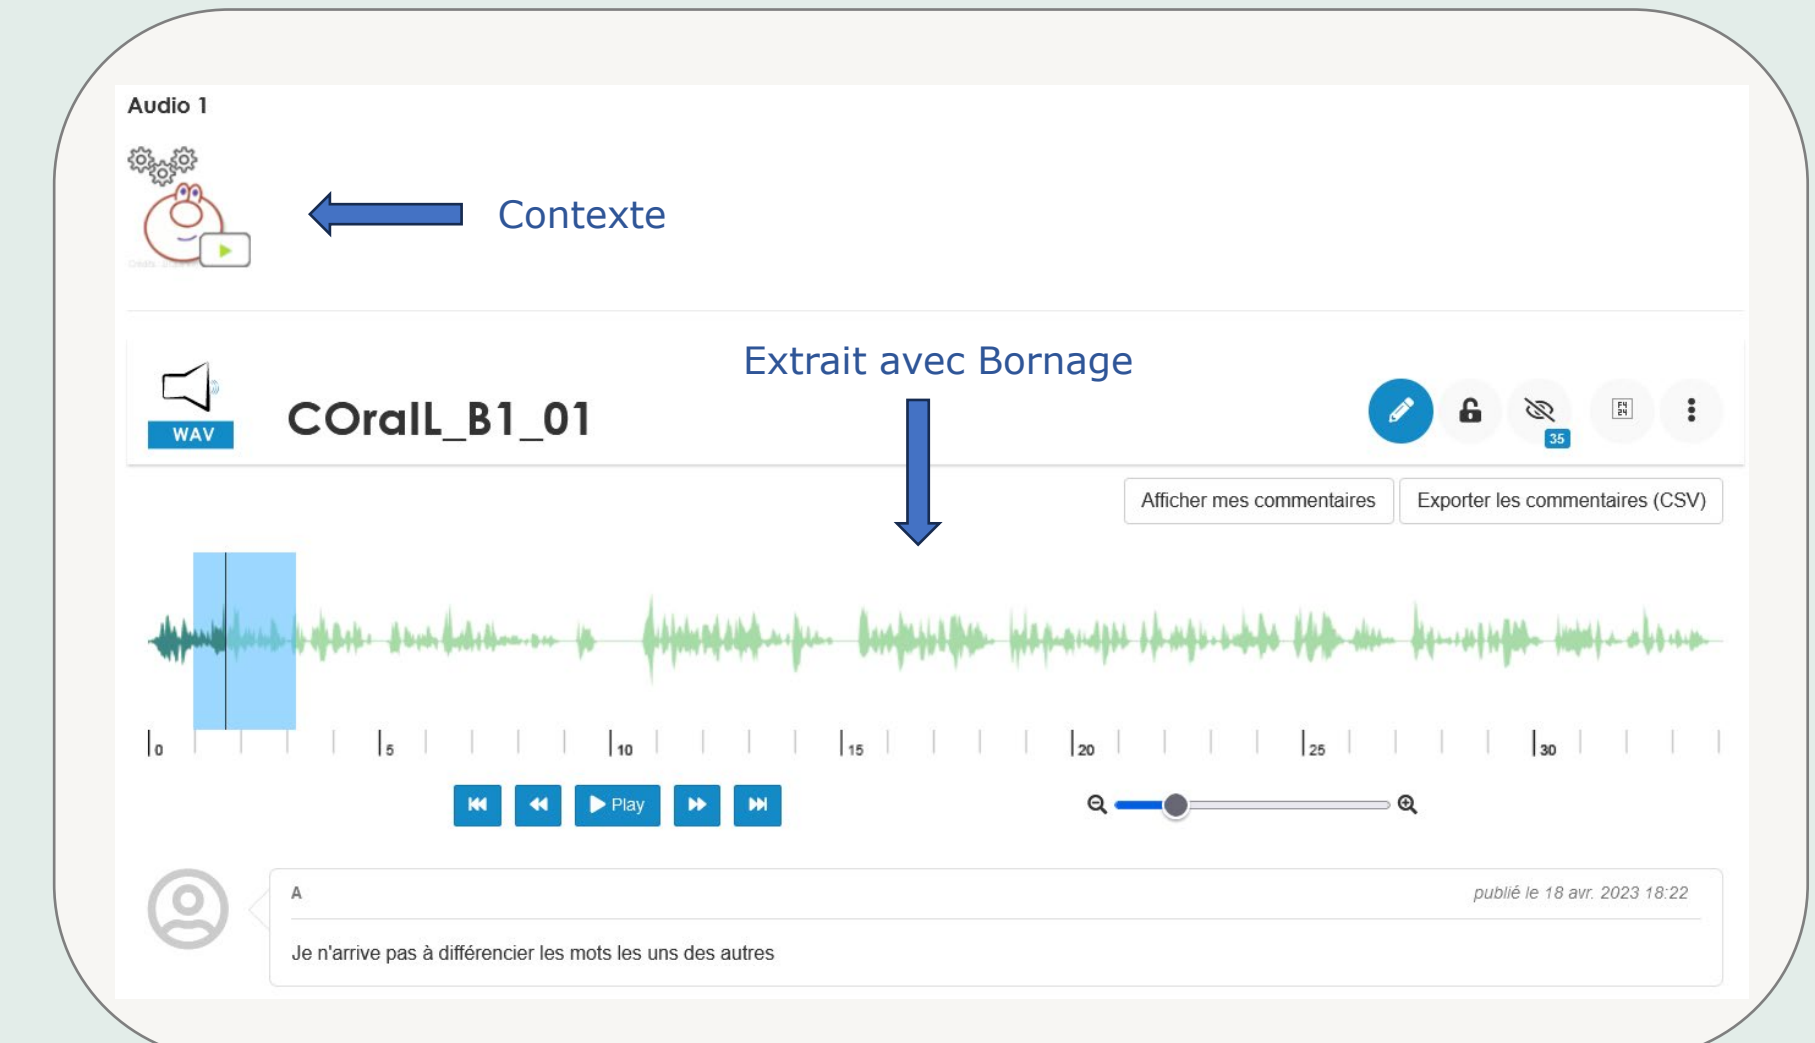 Audio 1
Contexte
Extrait avec Bornage
WAV
COralL_B1_01
35
Afficher mes commentaires
Exporter les commentaires (CSV)
0 5 10 15 20 25 30
Play
A
publié le 18 avr. 2023 18:22
Je n'arrive pas à différencier les mots les uns des autres